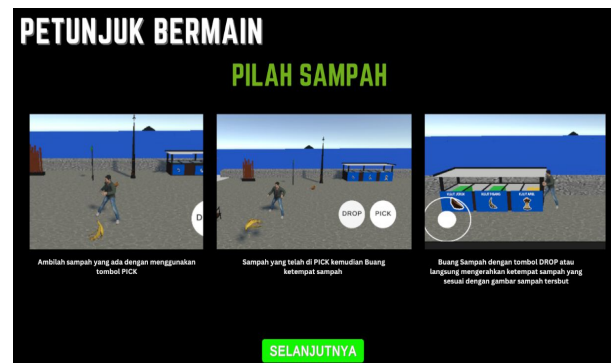 PETUNJUK BERMAIN
PILAH SAMPAH
DROP
PICK
Ambilah sampah yang ada dengan menggunakan
tombol PICK
Sampah yang telah di PICK kemudian Buang
ketempat sampah
Buang Sampah dengan tombol DROP atau
langsung mengerahkan ketempat sampah yang
sesuai dengan gambar sampah tersbut
SELANJUTNYA